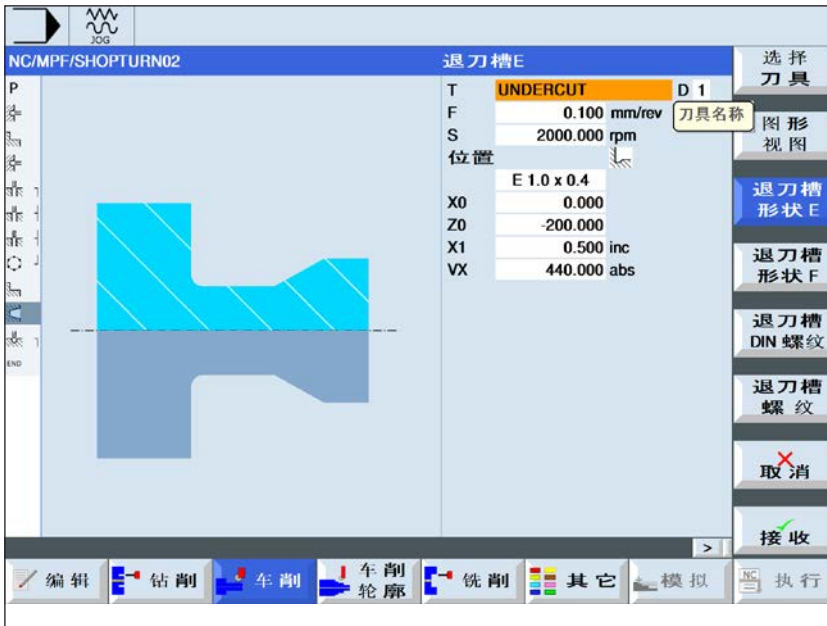 JOG
NC/MPF/SHOPTURN02
退刀槽E
P
END
T UNDERCUT D 1
F 0.100 mm/rev
刀具名称
S 2000.000 rpm
位置
E 1.0 x 0.4
X0 0.000
Z0 -200.000
X1 0.500 inc
VX 440.000 abs
选择
刀具
图形
视图
退刀槽
形状 E
退刀槽
形状 F
退刀槽
DIN 螺纹
退刀槽
螺纹
取消
接收
>
编辑
钻削
车削
车削
轮廓
铣削
其它
模拟
NC
执行